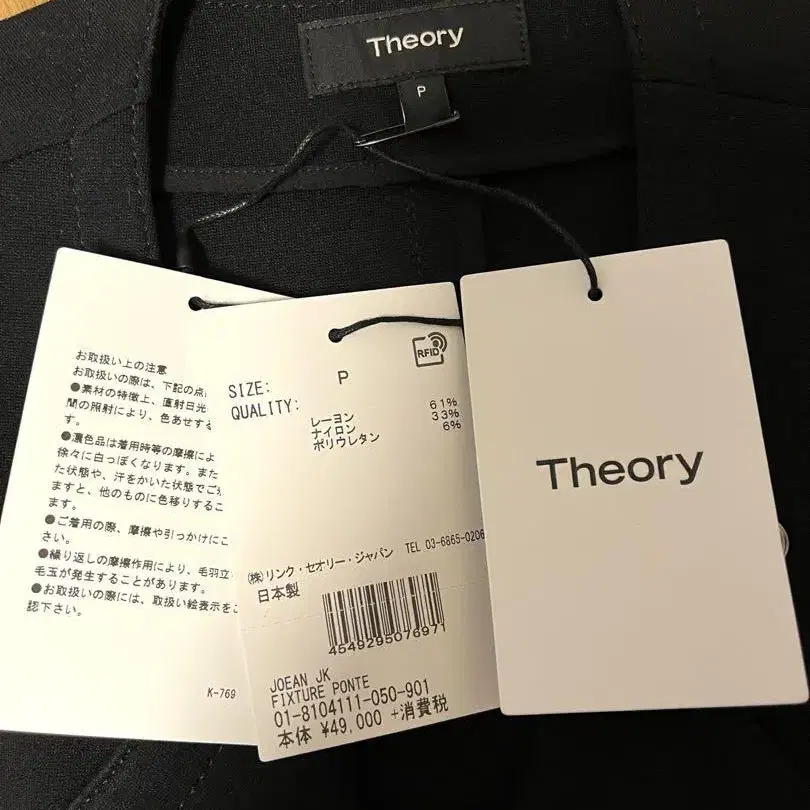 Theory
P
お取扱い上の注意
お取扱いの際は、下記の点
●素材の特徴上、直射日光
間の照射により、色あせする
す。
●濃色品は着用時等の摩擦によ
徐々に白っぽくなります。また
た状態や、汗をかいた状態でご
ますと、他のものに色移りするこ
ます。
●ご着用の際、摩擦や引っかけにご
さい。
●繰り返しの摩擦作用により、毛羽立
毛玉が発生することがあります。
●お取扱いの際には、取扱い絵表示をご
認下さい。
K-769
RFID
SIZE: P
QUALITY:
レーヨン 61%
ナイロン 33%
ポリウレタン 6%
(株)リンク・セオリー・ジャパン TEL 03-6865-0206
日本製
4549295076971
JOEAN JK
FIXTURE PONTE
01-8104111-050-901
本体 ¥49,000 +消費税
Theory